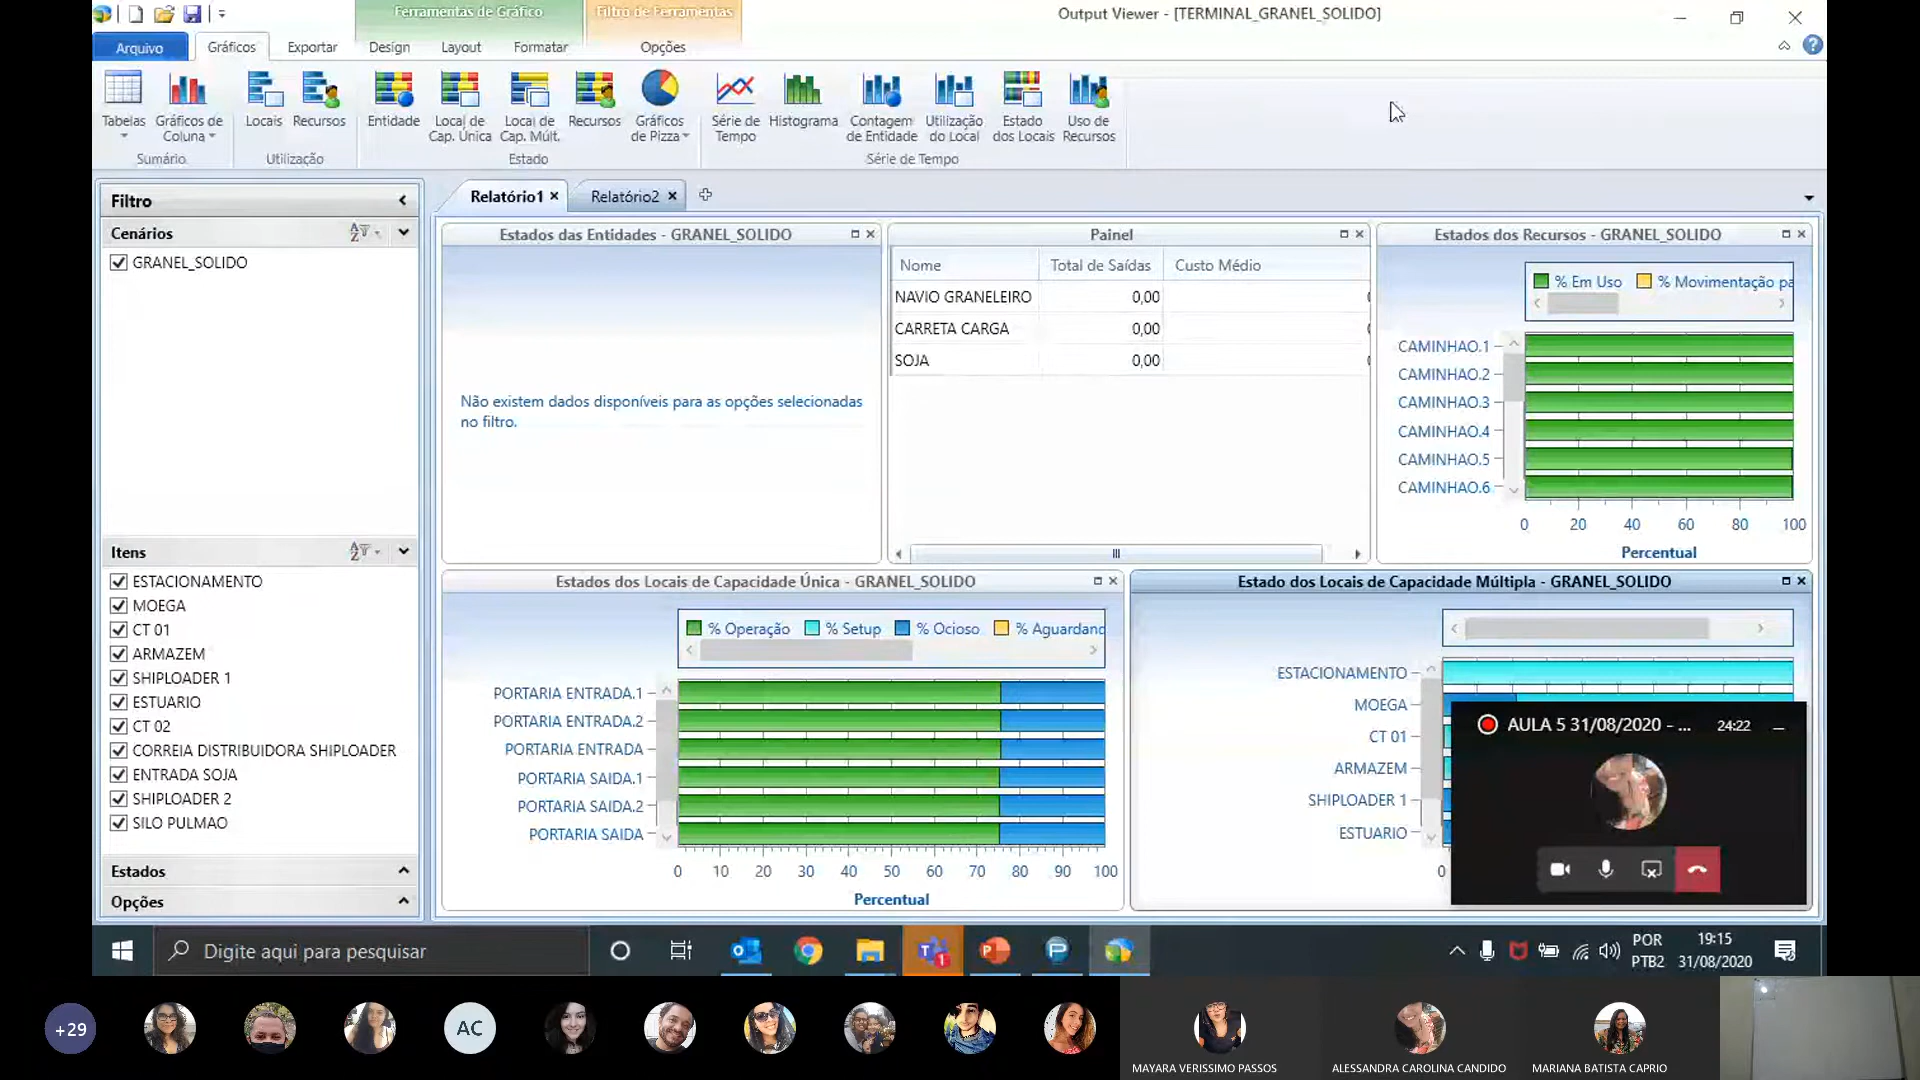 Ferramentas de Gráfico
Filtro de Ferramentas
Output Viewer - [TERMINAL_GRANEL_SOLIDO]
Arquivo
Gráficos
Exportar
Design
Layout
Formatar
Opções
Tabelas
Gráficos de
Coluna
Locais
Recursos
Entidade
Local de
Cap. Única
Local de
Cap. Múlt.
Recursos
Gráficos
de Pizza
Série de
Tempo
Histograma
Contagem
de Entidade
Utilização
do Local
Estado
dos Locais
Uso de
Recursos
Sumário
Utilização
Estado
Série de Tempo
Filtro
Cenários
GRANEL_SOLIDO
Itens
ESTACIONAMENTO
MOEGA
CT 01
ARMAZEM
SHIPLOADER 1
ESTUARIO
CT 02
CORREIA DISTRIBUIDORA SHIPLOADER
ENTRADA SOJA
SHIPLOADER 2
SILO PULMAO
Estados
Opções
Relatório1
Relatório2
Estados das Entidades - GRANEL_SOLIDO
Não existem dados disponíveis para as opções selecionadas
no filtro.
Painel
Nome Total de Saídas Custo Médio
NAVIO GRANELEIRO 0,00
CARRETA CARGA 0,00
SOJA 0,00
Estados dos Recursos - GRANEL_SOLIDO
% Em Uso % Movimentação pa
CAMINHAO.1
CAMINHAO.2
CAMINHAO.3
CAMINHAO.4
CAMINHAO.5
CAMINHAO.6
0 20 40 60 80 100
Percentual
Estados dos Locais de Capacidade Única - GRANEL_SOLIDO
% Operação % Setup % Ocioso % Aguardand
PORTARIA ENTRADA.1
PORTARIA ENTRADA.2
PORTARIA ENTRADA
PORTARIA SAIDA.1
PORTARIA SAIDA.2
PORTARIA SAIDA
0 10 20 30 40 50 60 70 80 90 100
Percentual
Estado dos Locais de Capacidade Múltipla - GRANEL_SOLIDO
ESTACIONAMENTO
MOEGA
CT 01
ARMAZEM
SHIPLOADER 1
ESTUARIO
0
AULA 5 31/08/2020 - ... 24:22
Digite aqui para pesquisar
POR
PTB2
19:15
31/08/2020
+29
AC
MAYARA VERISSIMO PASSOS
ALESSANDRA CAROLINA CANDIDO
MARIANA BATISTA CAPRIO